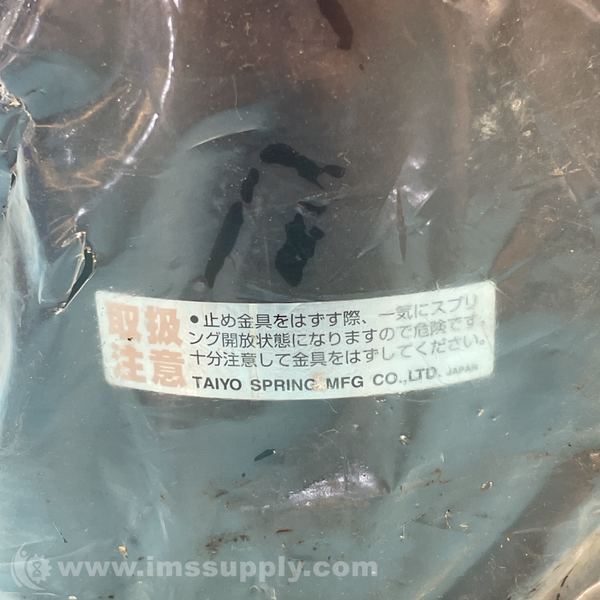 取扱
注意
●止め金具をはずす際、一気にスプリ
ング開放状態になりますので危険です。
十分注意して金具をはずしてください。
TAIYO SPRING MFG CO.,LTD. JAPAN
www.imssupply.com